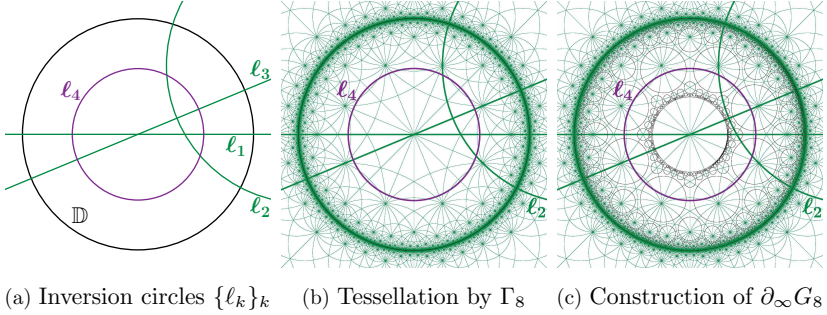 ℓ₄
ℓ₃
ℓ₁
ℓ₂
𝔻
ℓ₄
ℓ₂
ℓ₄
ℓ₂
(a) Inversion circles {ℓₖ}ₖ
(b) Tessellation by Γ₈
(c) Construction of ∂∞G₈